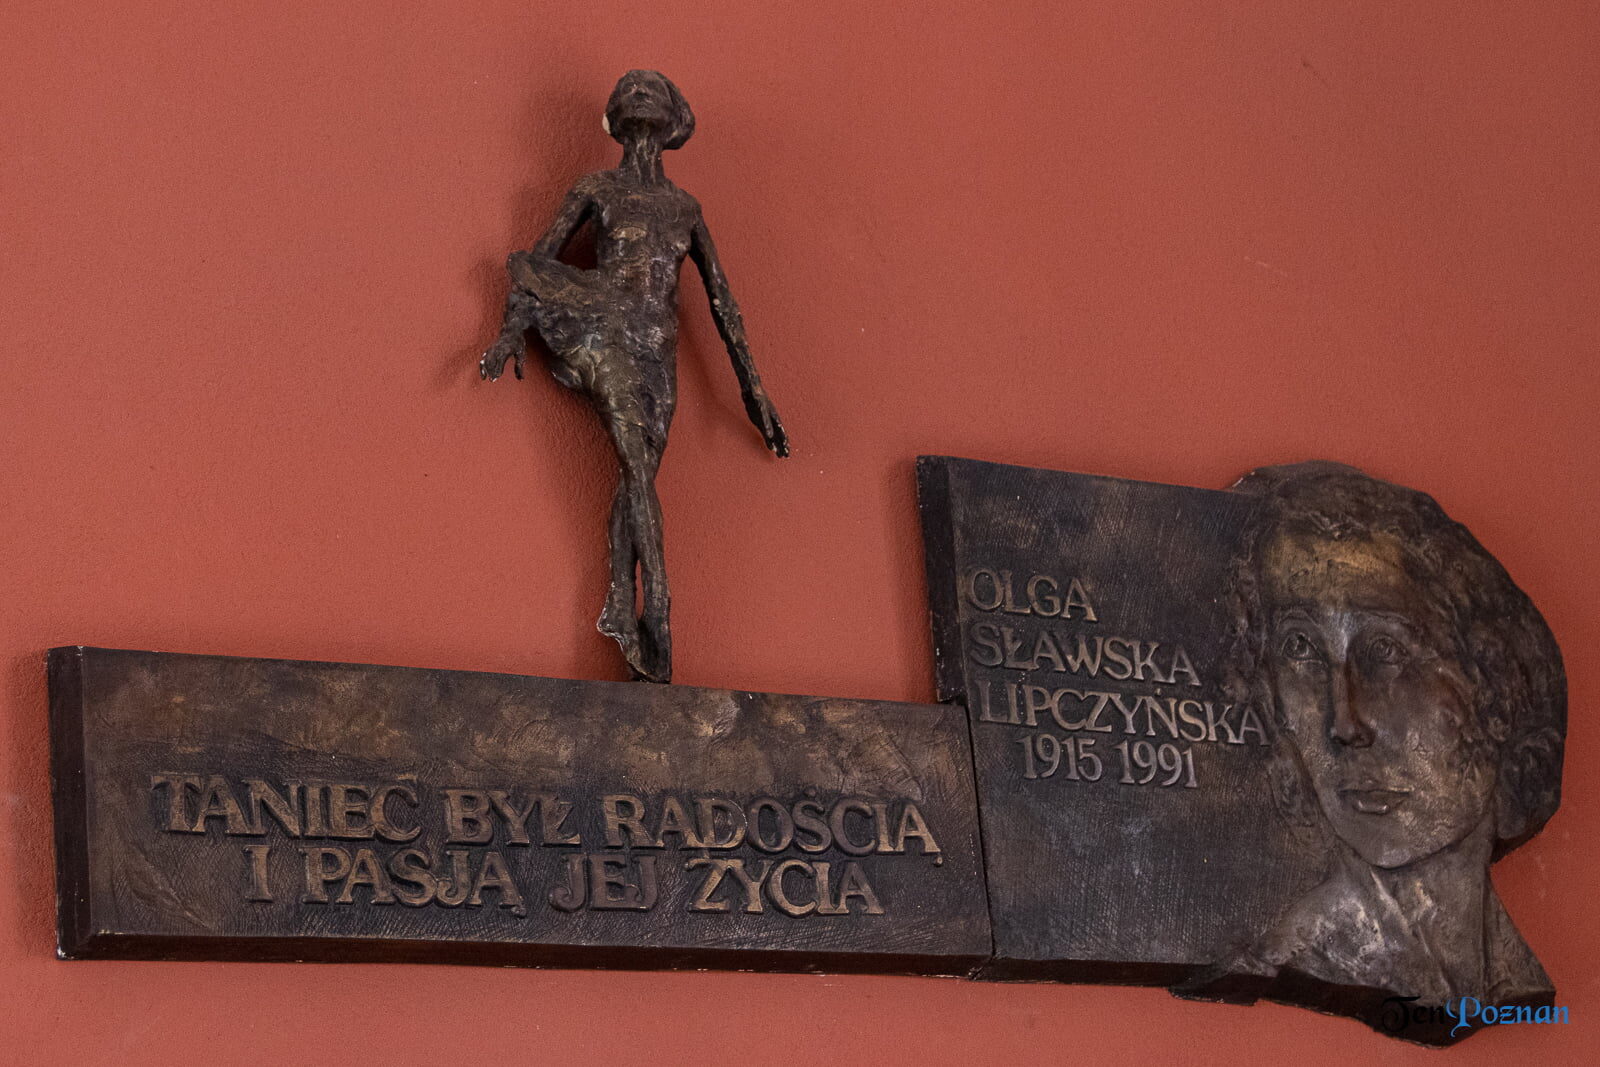 TANIEC BYŁ RADOŚCIĄ
I PASJĄ JEJ ŻYCIA
OLGA
SŁAWSKA
LIPCZYŃSKA
1915 1991
TenPoznan